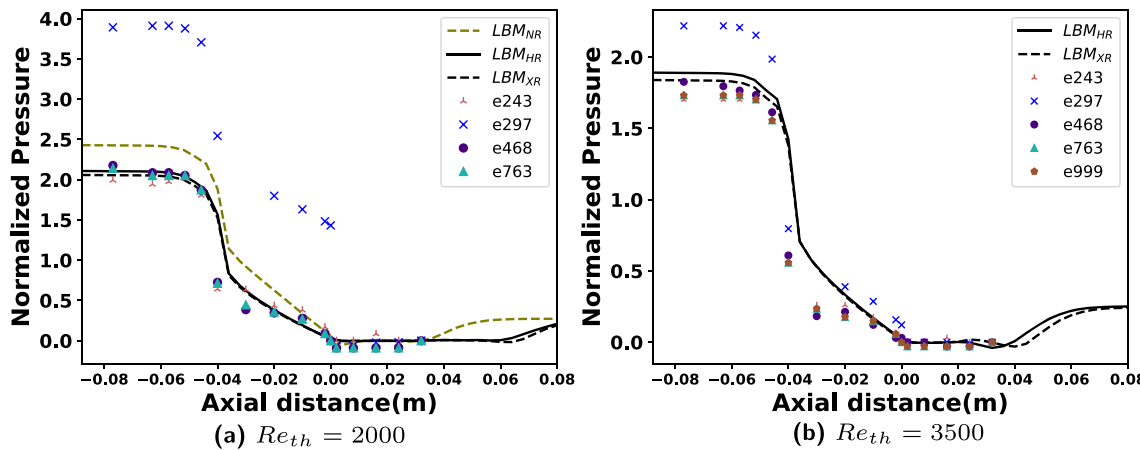 4.0
3.5
3.0
2.5
2.0
1.5
1.0
0.5
0.0
Normalized Pressure
−0.08 −0.06 −0.04 −0.02 0.00 0.02 0.04 0.06 0.08
Axial distance(m)
LBM_NR
LBM_HR
LBM_XR
e243
e297
e468
e763
(a) Re_th = 2000
2.0
1.5
1.0
0.5
0.0
Normalized Pressure
−0.08 −0.06 −0.04 −0.02 0.00 0.02 0.04 0.06 0.08
Axial distance(m)
LBM_HR
LBM_XR
e243
e297
e468
e763
e999
(b) Re_th = 3500